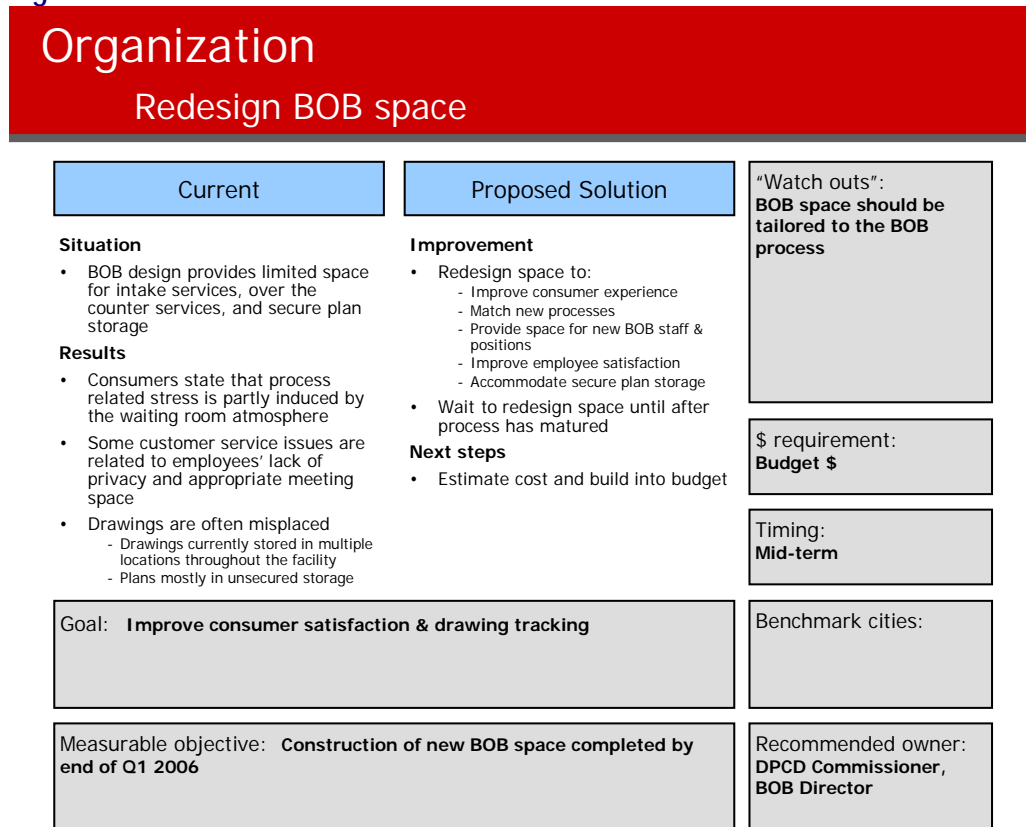 Organization
Redesign BOB space
Current
Situation
• BOB design provides limited space
for intake services, over the
counter services, and secure plan
storage
Results
• Consumers state that process
related stress is partly induced by
the waiting room atmosphere
• Some customer service issues are
related to employees' lack of
privacy and appropriate meeting
space
• Drawings are often misplaced
- Drawings currently stored in multiple
locations throughout the facility
- Plans mostly in unsecured storage
Proposed Solution
Improvement
• Redesign space to:
- Improve consumer experience
- Match new processes
- Provide space for new BOB staff &
positions
- Improve employee satisfaction
- Accommodate secure plan storage
• Wait to redesign space until after
process has matured
Next steps
• Estimate cost and build into budget
"Watch outs":
BOB space should be
tailored to the BOB
process
$ requirement:
Budget $
Timing:
Mid-term
Goal: Improve consumer satisfaction & drawing tracking
Benchmark cities:
Measurable objective: Construction of new BOB space completed by
end of Q1 2006
Recommended owner:
DPCD Commissioner,
BOB Director